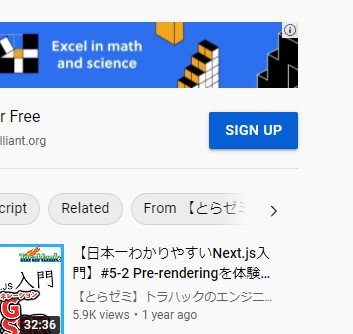 Excel in math
and science
r Free
lliant.org
SIGN UP
cript
Related
From 【とらゼミ
【日本一わかりやすいNext.js入
門】#5-2 Pre-renderingを体験...
【とらゼミ】トラハックのエンジニ...
5.9K views • 1 year ago
.JS 入門
32:36